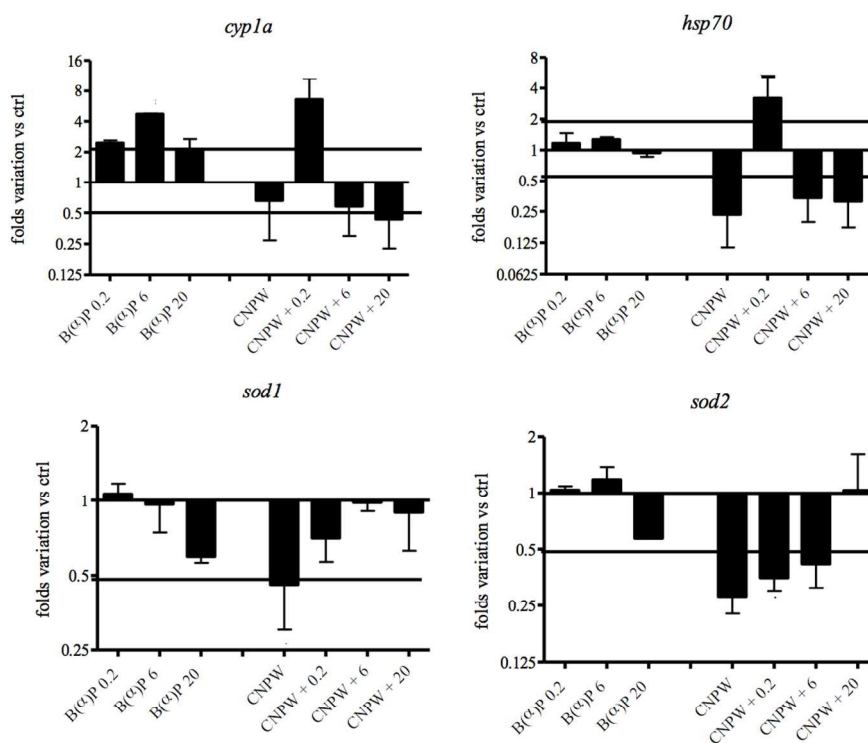 cyp1a
folds variation vs ctrl
16
8
4
2
1
0.5
0.25
0.125
B(α)P 0.2
B(α)P 6
B(α)P 20
CNPW
CNPW + 0.2
CNPW + 6
CNPW + 20
hsp70
folds variation vs ctrl
8
4
2
1
0.5
0.25
0.125
0.0625
B(α)P 0.2
B(α)P 6
B(α)P 20
CNPW
CNPW + 0.2
CNPW + 6
CNPW + 20
sod1
folds variation vs ctrl
2
1
0.5
0.25
B(α)P 0.2
B(α)P 6
B(α)P 20
CNPW
CNPW + 0.2
CNPW + 6
CNPW + 20
sod2
folds variation vs ctrl
2
1
0.5
0.25
0.125
B(α)P 0.2
B(α)P 6
B(α)P 20
CNPW
CNPW + 0.2
CNPW + 6
CNPW + 20